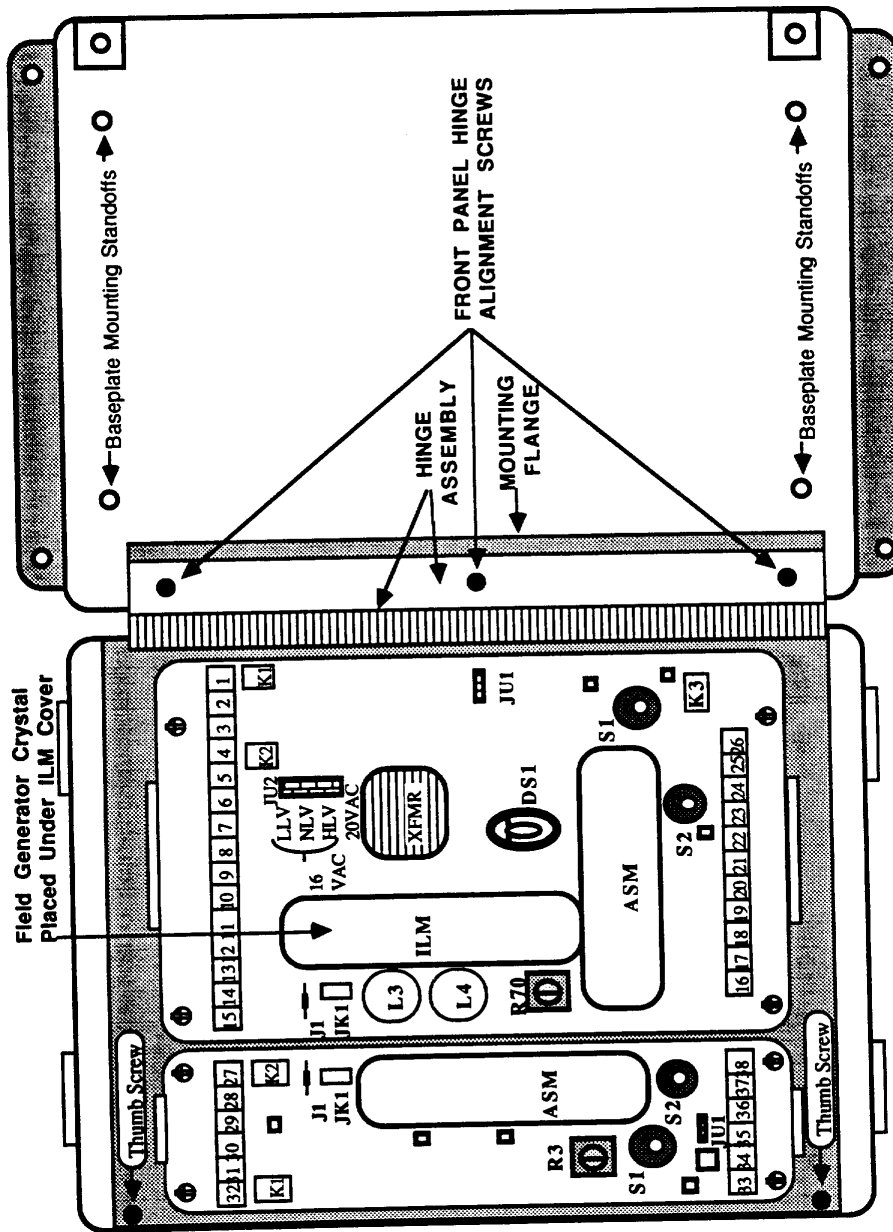 Baseplate Mounting Standoffs
FRONT PANEL HINGE
ALIGNMENT SCREWS
HINGE
ASSEMBLY
MOUNTING
FLANGE
Baseplate Mounting Standoffs
Field Generator Crystal
Placed Under ILM Cover
Thumb Screw
32 31 30 29 28 27
K1
K2
J1
JK1
ASM
R3
S1
S2
JU1
33 34 35 36 37 38
Thumb Screw
15 14 13 12 11 10 9 8 7 6 5 4 3 2 1
K2
K1
JU2
LLV
NLV
HLV
16
VAC
20VAC
J1
JK1
L3
L4
ILM
XFMR
JU1
DS1
R70
ASM
S1
S2
K3
16 17 18 19 20 21 22 23 24 25 26